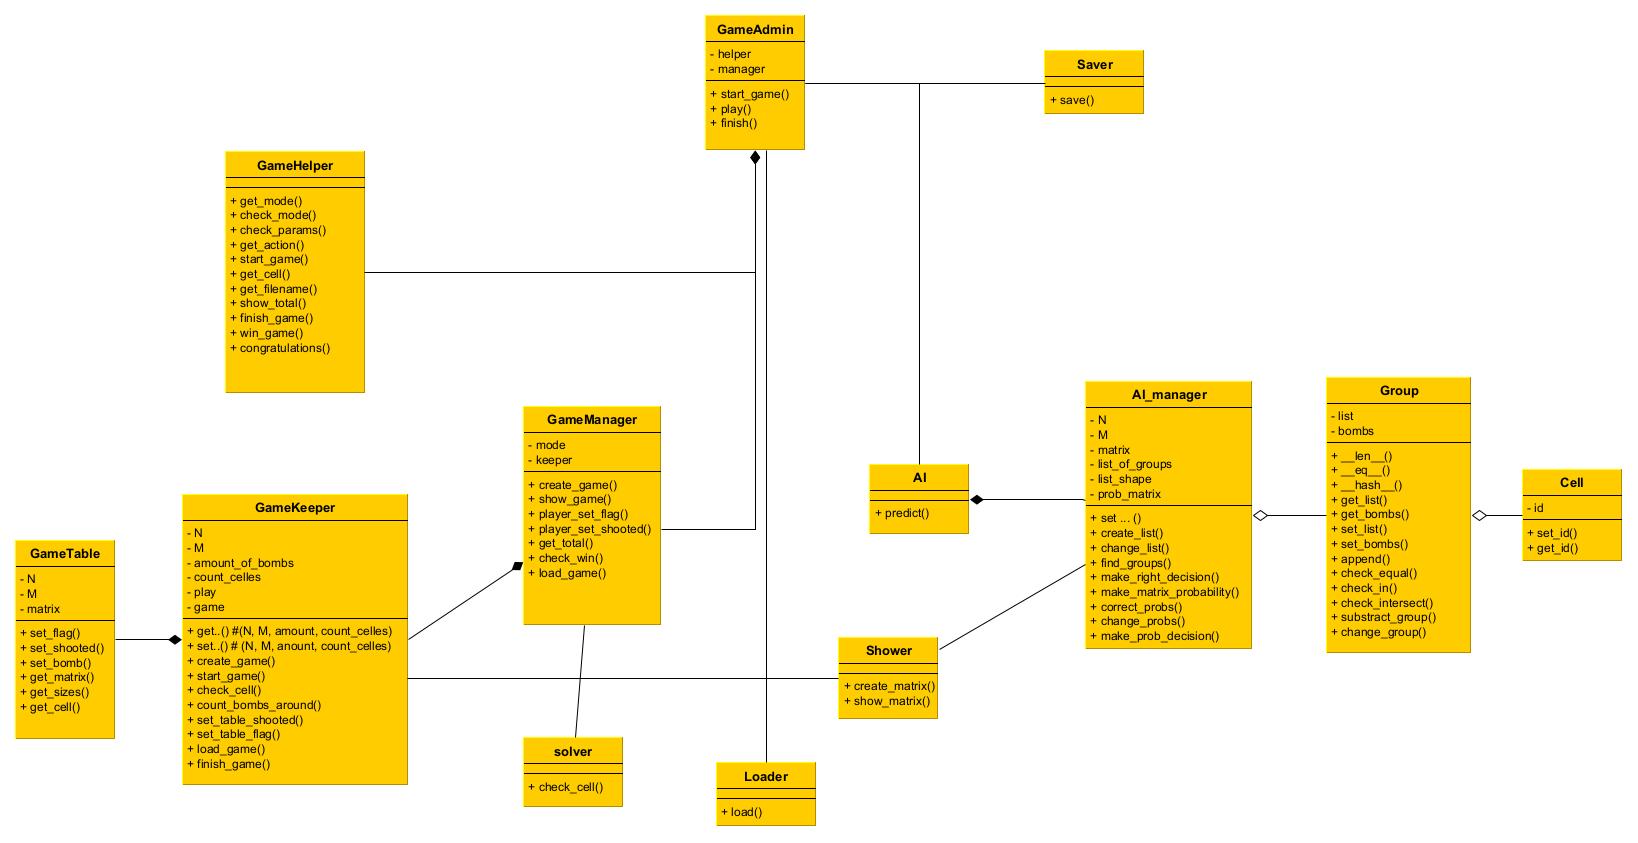 GameAdmin
- helper
- manager
+ start_game()
+ play()
+ finish()
Saver
+ save()
GameHelper
+ get_mode()
+ check_mode()
+ check_params()
+ get_action()
+ start_game()
+ get_cell()
+ get_filename()
+ show_total()
+ finish_game()
+ win_game()
+ congratulations()
GameManager
- mode
- keeper
+ create_game()
+ show_game()
+ player_set_flag()
+ player_set_shooted()
+ get_total()
+ check_win()
+ load_game()
AI_manager
- N
- M
- matrix
- list_of_groups
- list_shape
- prob_matrix
+ set ... ()
+ create_list()
+ change_list()
+ find_groups()
+ make_right_decision()
+ make_matrix_probability()
+ correct_probs()
+ change_probs()
+ make_prob_decision()
Group
- list
- bombs
+ __len__()
+ __eq__()
+ __hash__()
+ get_list()
+ get_bombs()
+ set_list()
+ set_bombs()
+ append()
+ check_equal()
+ check_in()
+ check_intersect()
+ substract_group()
+ change_group()
AI
+ predict()
Cell
- id
+ set_id()
+ get_id()
GameKeeper
- N
- M
- amount_of_bombs
- count_celles
- play
- game
+ get..() #(N, M, amount, count_celles)
+ set..() # (N, M, anount, count_celles)
+ create_game()
+ start_game()
+ check_cell()
+ count_bombs_around()
+ set_table_shooted()
+ set_table_flag()
+ load_game()
+ finish_game()
GameTable
- N
- M
- matrix
+ set_flag()
+ set_shooted()
+ set_bomb()
+ get_matrix()
+ get_sizes()
+ get_cell()
Shower
+ create_matrix()
+ show_matrix()
solver
+ check_cell()
Loader
+ load()